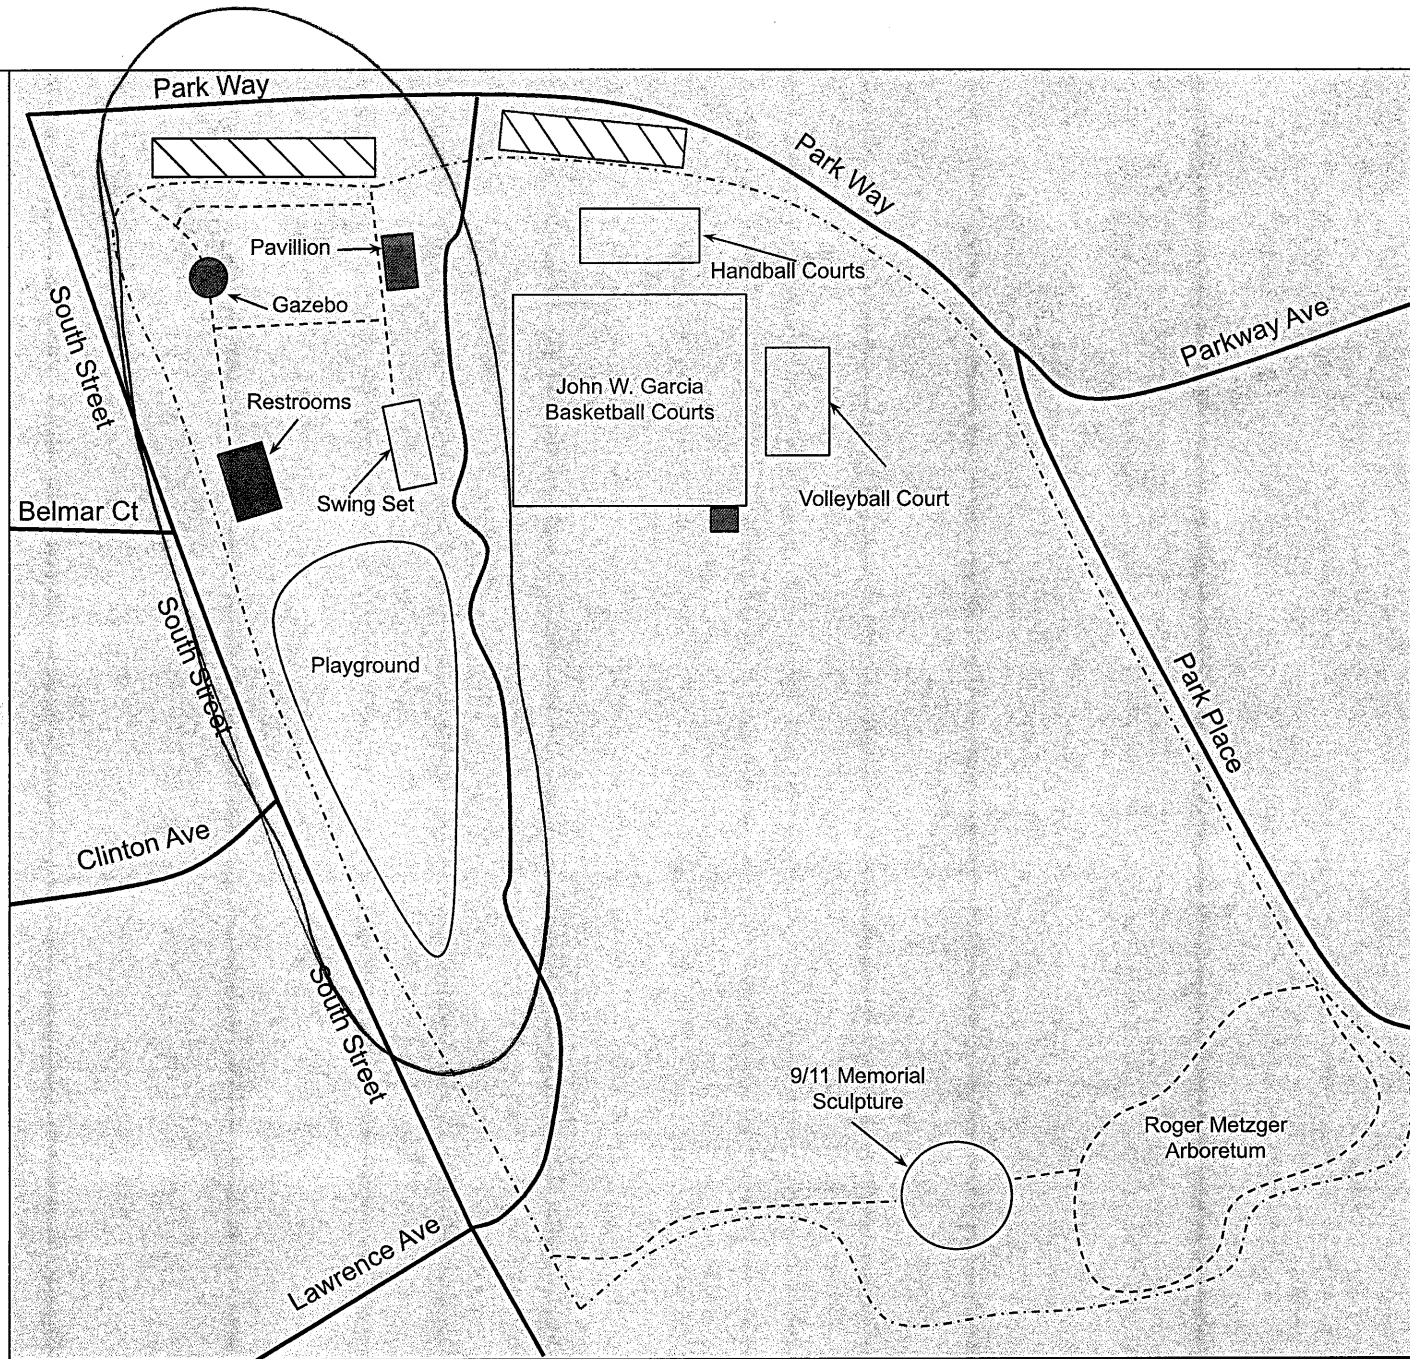 Park Way
Park Way
Pavillion
Handball Courts
Gazebo
South Street
Parkway Ave
John W. Garcia
Basketball Courts
Restrooms
Volleyball Court
Swing Set
Belmar Ct
South Street
Playground
Park Place
Clinton Ave
South Street
9/11 Memorial
Sculpture
Roger Metzger
Arboretum
Lawrence Ave